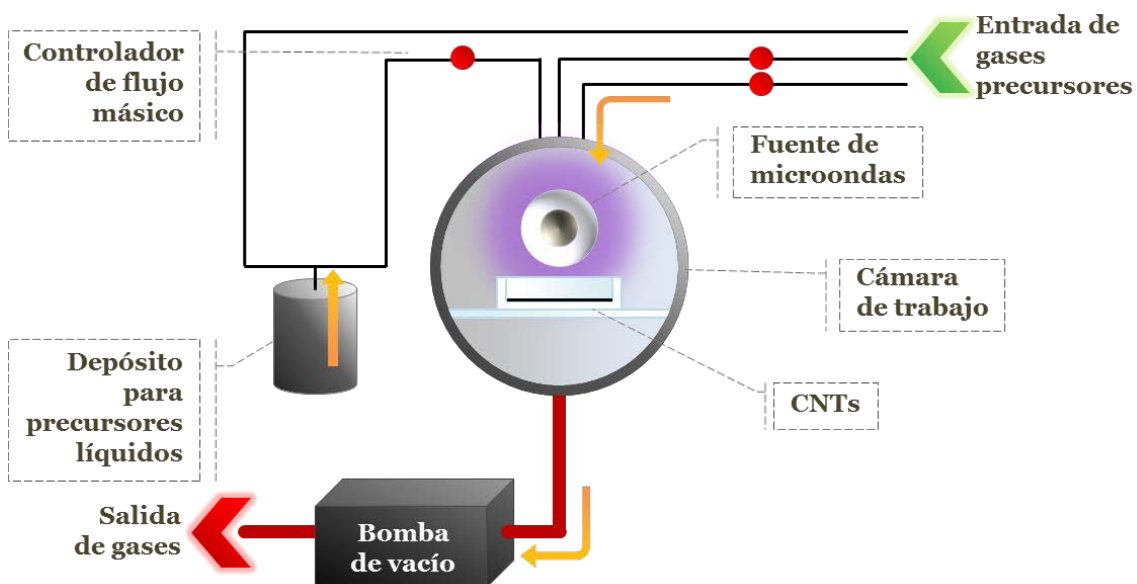 Controlador
de flujo
másico
Entrada de
gases
precursores
Fuente de
microondas
Cámara
de trabajo
Depósito
para
precursores
líquidos
CNTs
Salida
de gases
Bomba
de vacío